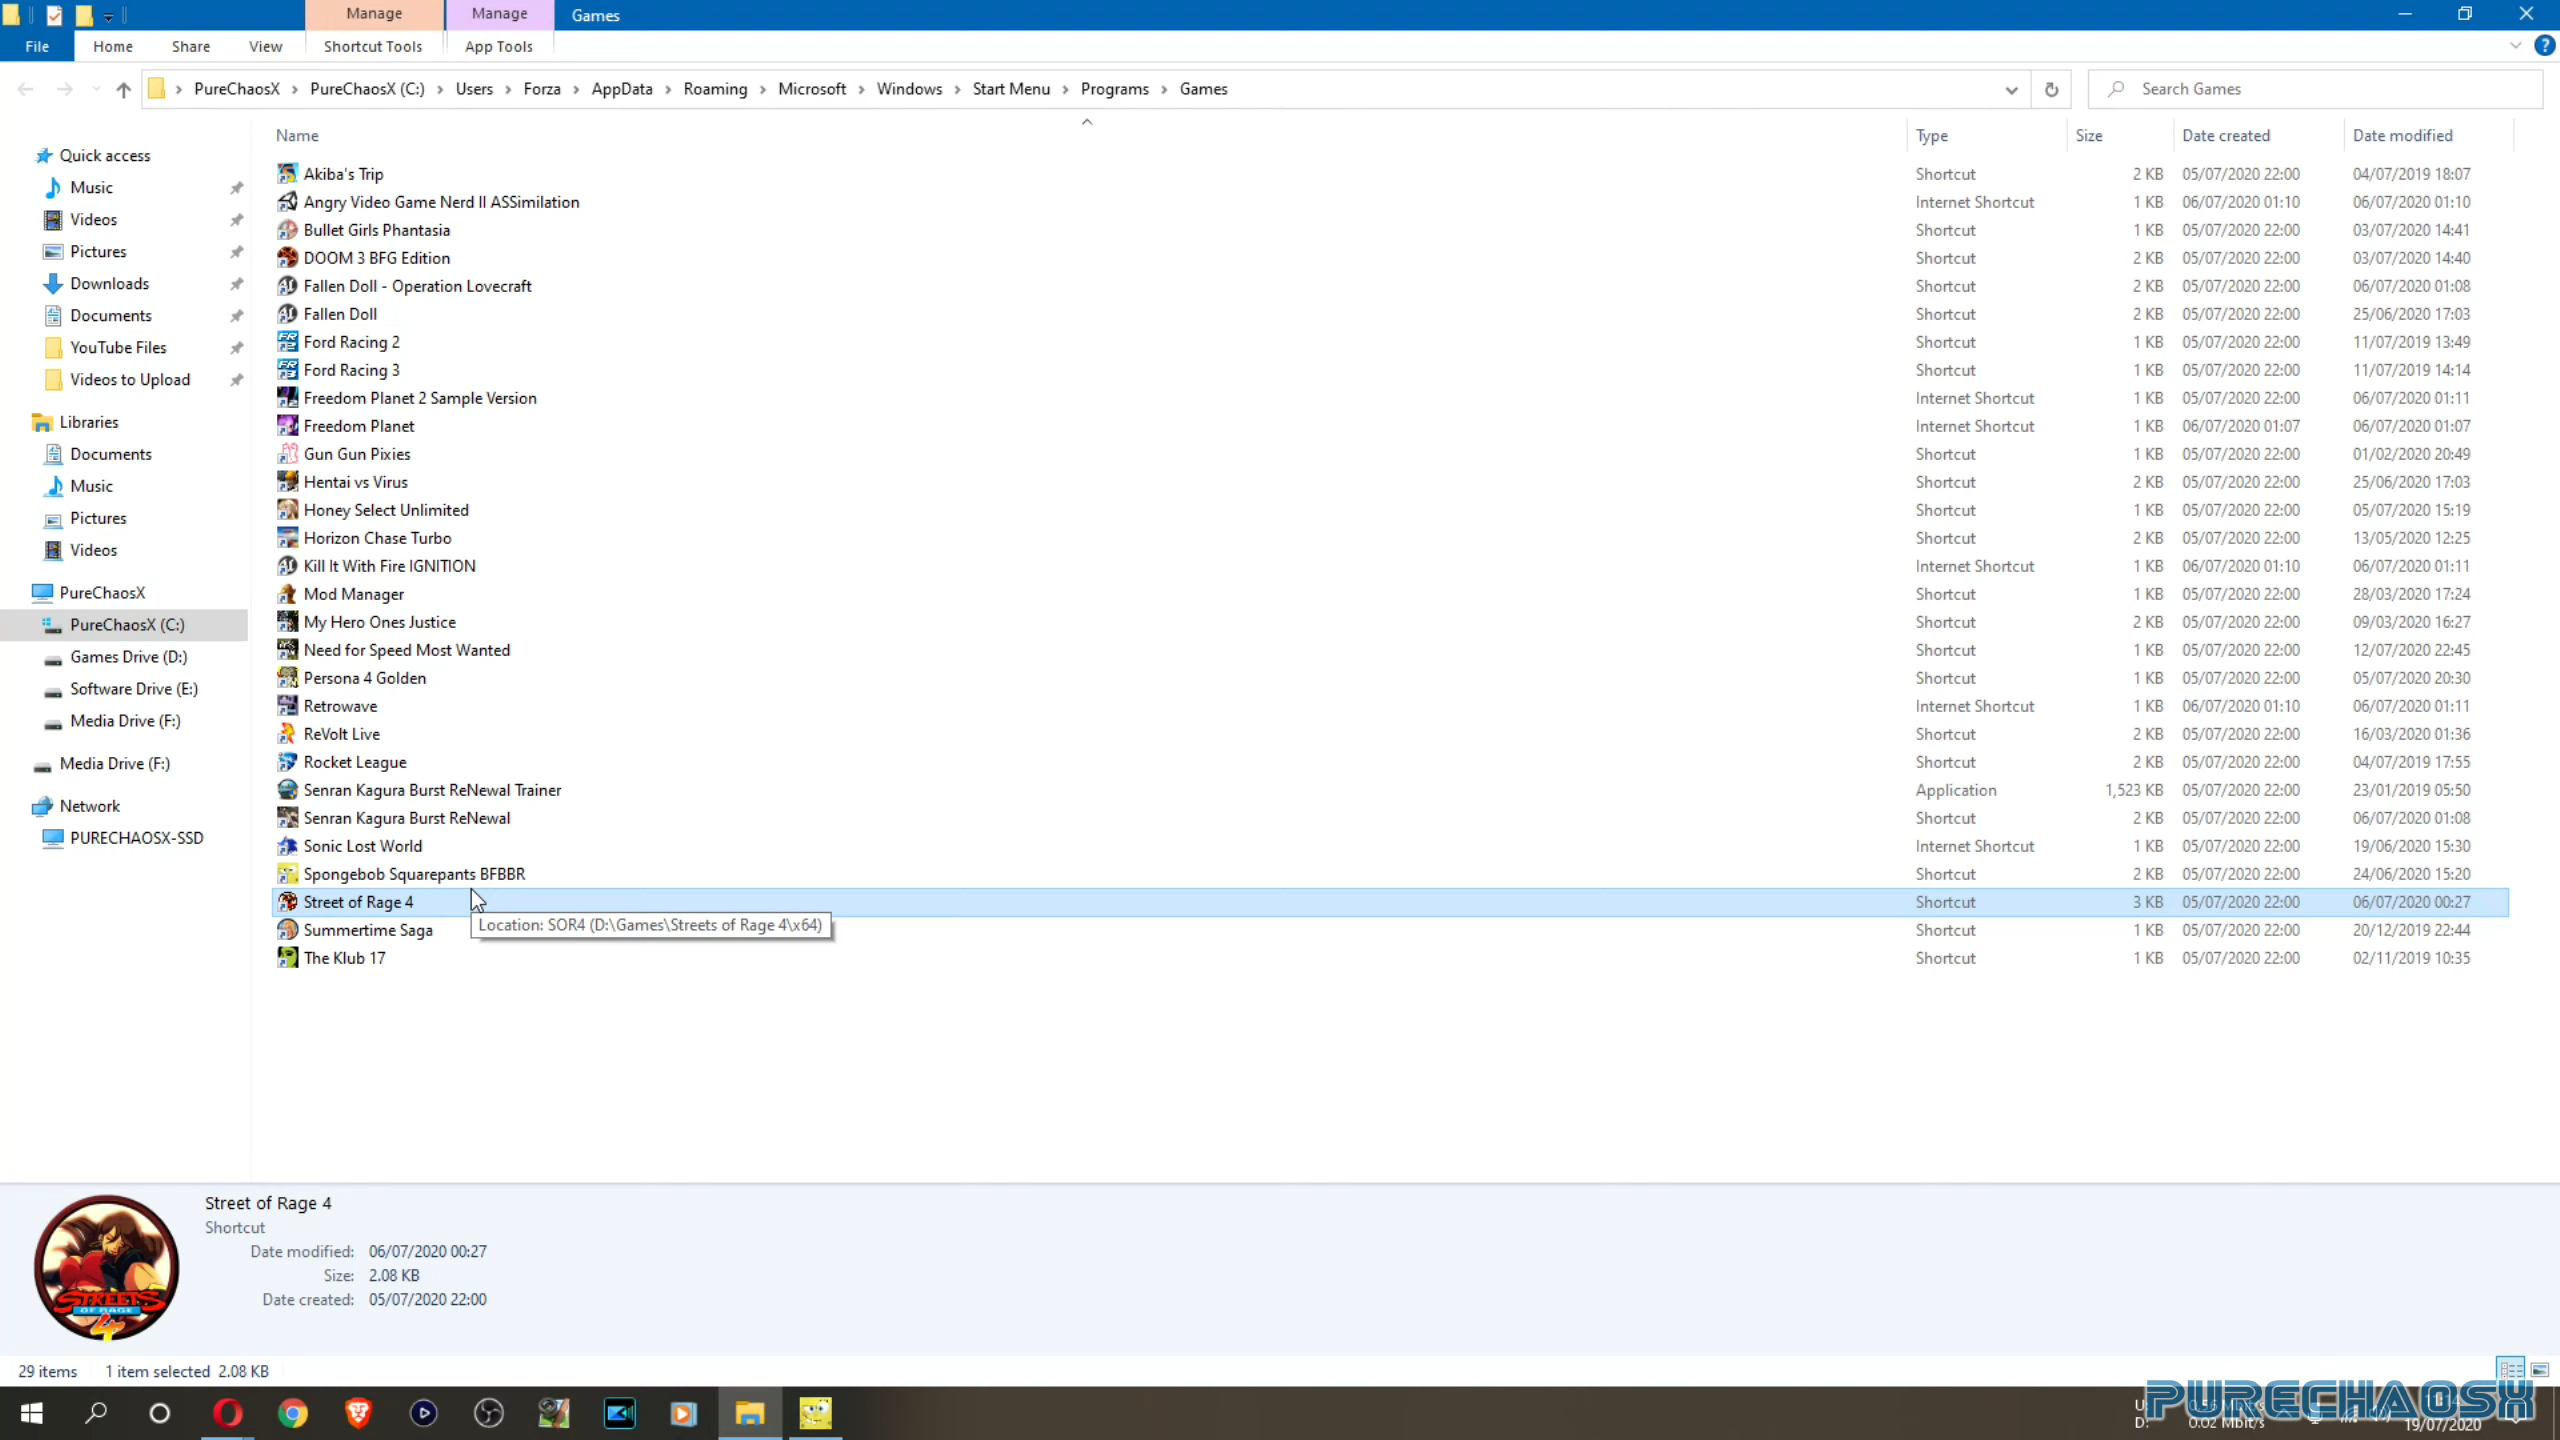 Manage Manage Games
File Home Share View Shortcut Tools App Tools
PureChaosX PureChaosX (C:) Users Forza AppData Roaming Microsoft Windows Start Menu Programs Games Search Games
Name Type Size Date created Date modified
Quick access
Music
Videos
Pictures
Downloads
Documents
YouTube Files
Videos to Upload
Libraries
Documents
Music
Pictures
Videos
PureChaosX
PureChaosX (C:)
Games Drive (D:)
Software Drive (E:)
Media Drive (F:)
Media Drive (F:)
Network
PURECHAOSX-SSD
Akiba's Trip Shortcut 2 KB 05/07/2020 22:00 04/07/2019 18:07
Angry Video Game Nerd II ASSimilation Internet Shortcut 1 KB 06/07/2020 01:10 06/07/2020 01:10
Bullet Girls Phantasia Shortcut 1 KB 05/07/2020 22:00 03/07/2020 14:41
DOOM 3 BFG Edition Shortcut 2 KB 05/07/2020 22:00 03/07/2020 14:40
Fallen Doll - Operation Lovecraft Shortcut 2 KB 05/07/2020 22:00 06/07/2020 01:08
Fallen Doll Shortcut 2 KB 05/07/2020 22:00 25/06/2020 17:03
Ford Racing 2 Shortcut 1 KB 05/07/2020 22:00 11/07/2019 13:49
Ford Racing 3 Shortcut 1 KB 05/07/2020 22:00 11/07/2019 14:14
Freedom Planet 2 Sample Version Internet Shortcut 1 KB 05/07/2020 22:00 06/07/2020 01:11
Freedom Planet Internet Shortcut 1 KB 06/07/2020 01:07 06/07/2020 01:07
Gun Gun Pixies Shortcut 1 KB 05/07/2020 22:00 01/02/2020 20:49
Hentai vs Virus Shortcut 2 KB 05/07/2020 22:00 25/06/2020 17:03
Honey Select Unlimited Shortcut 1 KB 05/07/2020 22:00 05/07/2020 15:19
Horizon Chase Turbo Shortcut 2 KB 05/07/2020 22:00 13/05/2020 12:25
Kill It With Fire IGNITION Internet Shortcut 1 KB 06/07/2020 01:10 06/07/2020 01:11
Mod Manager Shortcut 1 KB 05/07/2020 22:00 28/03/2020 17:24
My Hero Ones Justice Shortcut 2 KB 05/07/2020 22:00 09/03/2020 16:27
Need for Speed Most Wanted Shortcut 1 KB 05/07/2020 22:00 12/07/2020 22:45
Persona 4 Golden Shortcut 1 KB 05/07/2020 22:00 05/07/2020 20:30
Retrowave Internet Shortcut 1 KB 06/07/2020 01:10 06/07/2020 01:11
ReVolt Live Shortcut 2 KB 05/07/2020 22:00 16/03/2020 01:36
Rocket League Shortcut 2 KB 05/07/2020 22:00 04/07/2019 17:55
Senran Kagura Burst ReNewal Trainer Application 1,523 KB 05/07/2020 22:00 23/01/2019 05:50
Senran Kagura Burst ReNewal Shortcut 2 KB 05/07/2020 22:00 06/07/2020 01:08
Sonic Lost World Internet Shortcut 1 KB 05/07/2020 22:00 19/06/2020 15:30
Spongebob Squarepants BFBBR Shortcut 2 KB 05/07/2020 22:00 24/06/2020 15:20
Street of Rage 4 Shortcut 3 KB 05/07/2020 22:00 06/07/2020 00:27
Location: SOR4 (D:\Games\Streets of Rage 4\x64)
Summertime Saga Shortcut 1 KB 05/07/2020 22:00 20/12/2019 22:44
The Klub 17 Shortcut 1 KB 05/07/2020 22:00 02/11/2019 10:35
STREETS
OF RAGE
4
Street of Rage 4
Shortcut
Date modified: 06/07/2020 00:27
Size: 2.08 KB
Date created: 05/07/2020 22:00
29 items 1 item selected 2.08 KB
PURECHAOSX
U:
D: 0.02 Mbit/s 19/07/2020